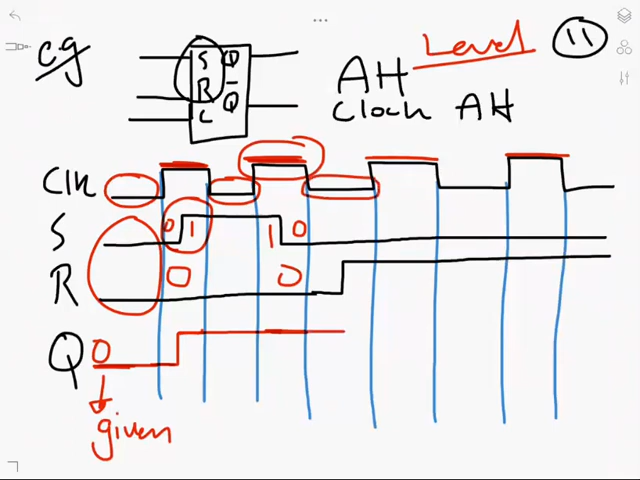 eg
S Q
R Q̅
C
AH
Clock AH
Level
11
Clk
S 0 1 1 0
R 0 0
Q 0
given